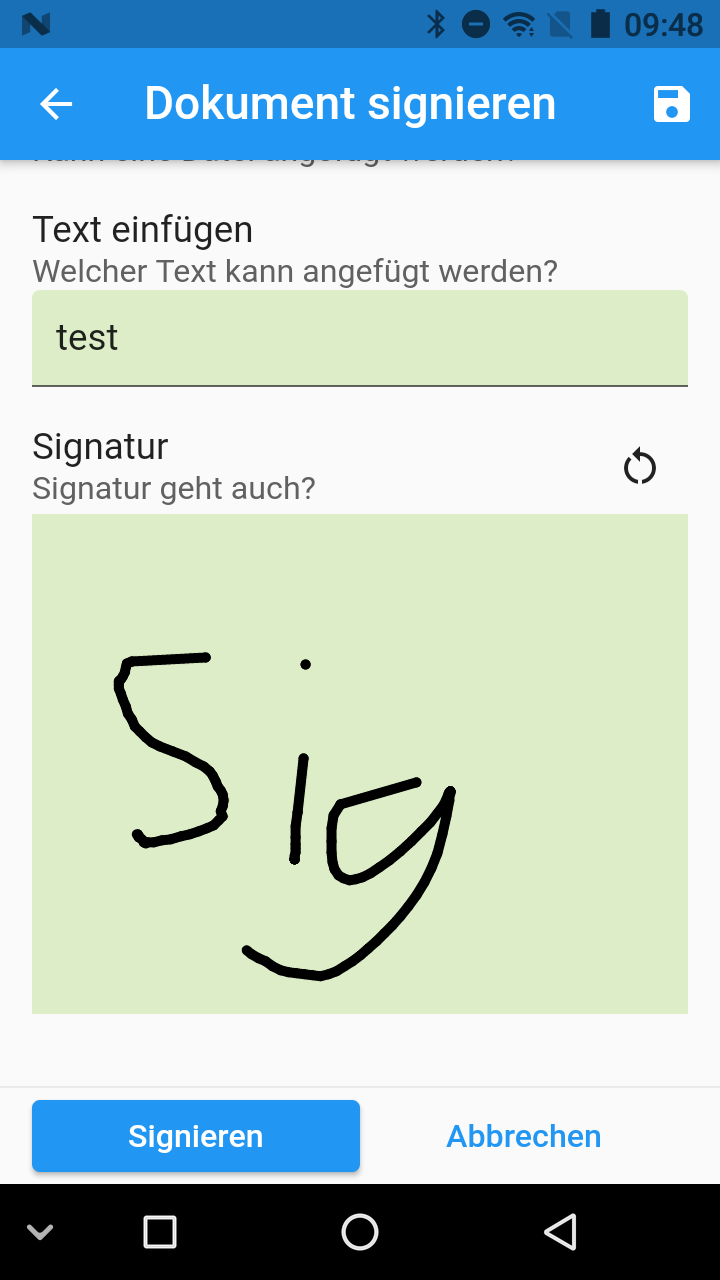 09:48
Dokument signieren
Text einfügen
Welcher Text kann angefügt werden?
test
Signatur
Signatur geht auch?
Sig
Signieren
Abbrechen